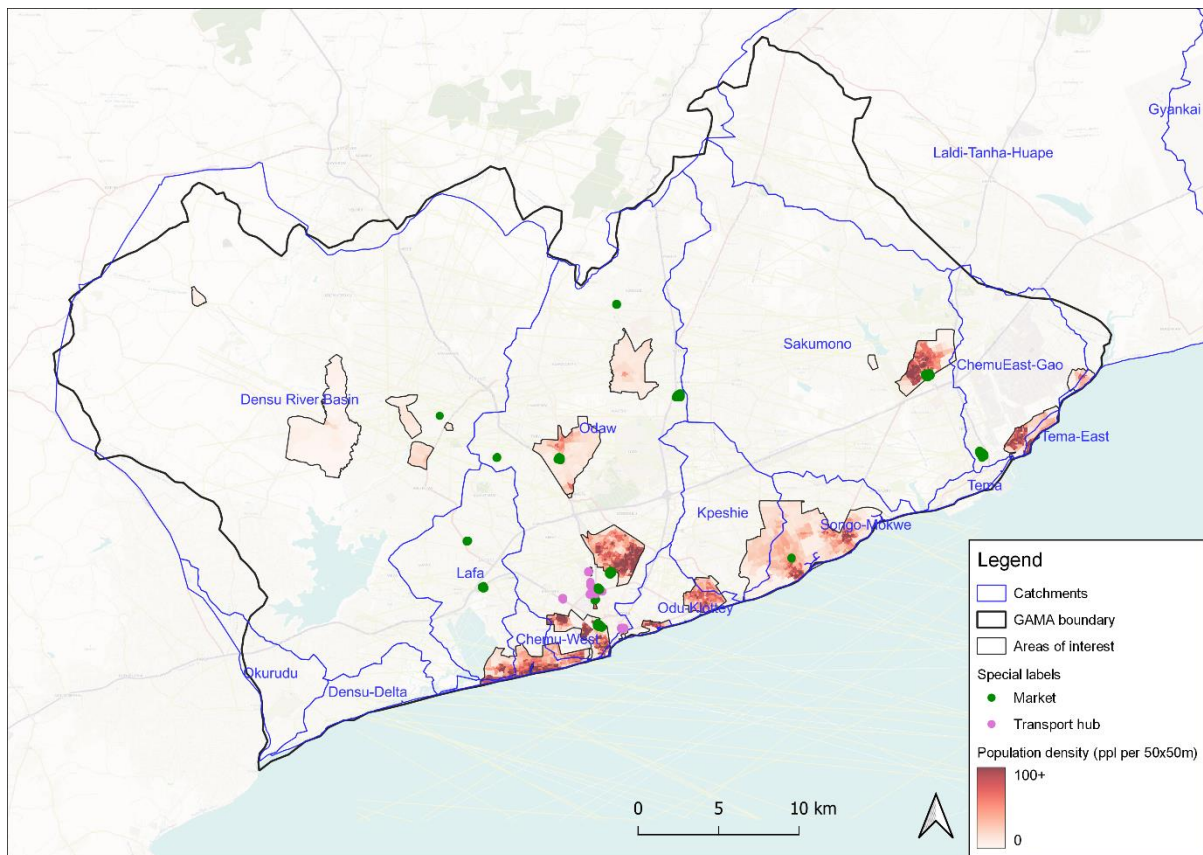 Gyankai
Laldi-Tanha-Huape
Sakumono
ChemuEast-Gao
Densu River Basin
Odaw
Tema-East
Tema
Kpeshie
Songo-Mokwe
Lafa
Odu-Klottey
Chemu-West
Okurudu
Densu-Delta
Legend
Catchments
GAMA boundary
Areas of interest
Special labels
Market
Transport hub
Population density (ppl per 50x50m)
100+
0
0 5 10 km